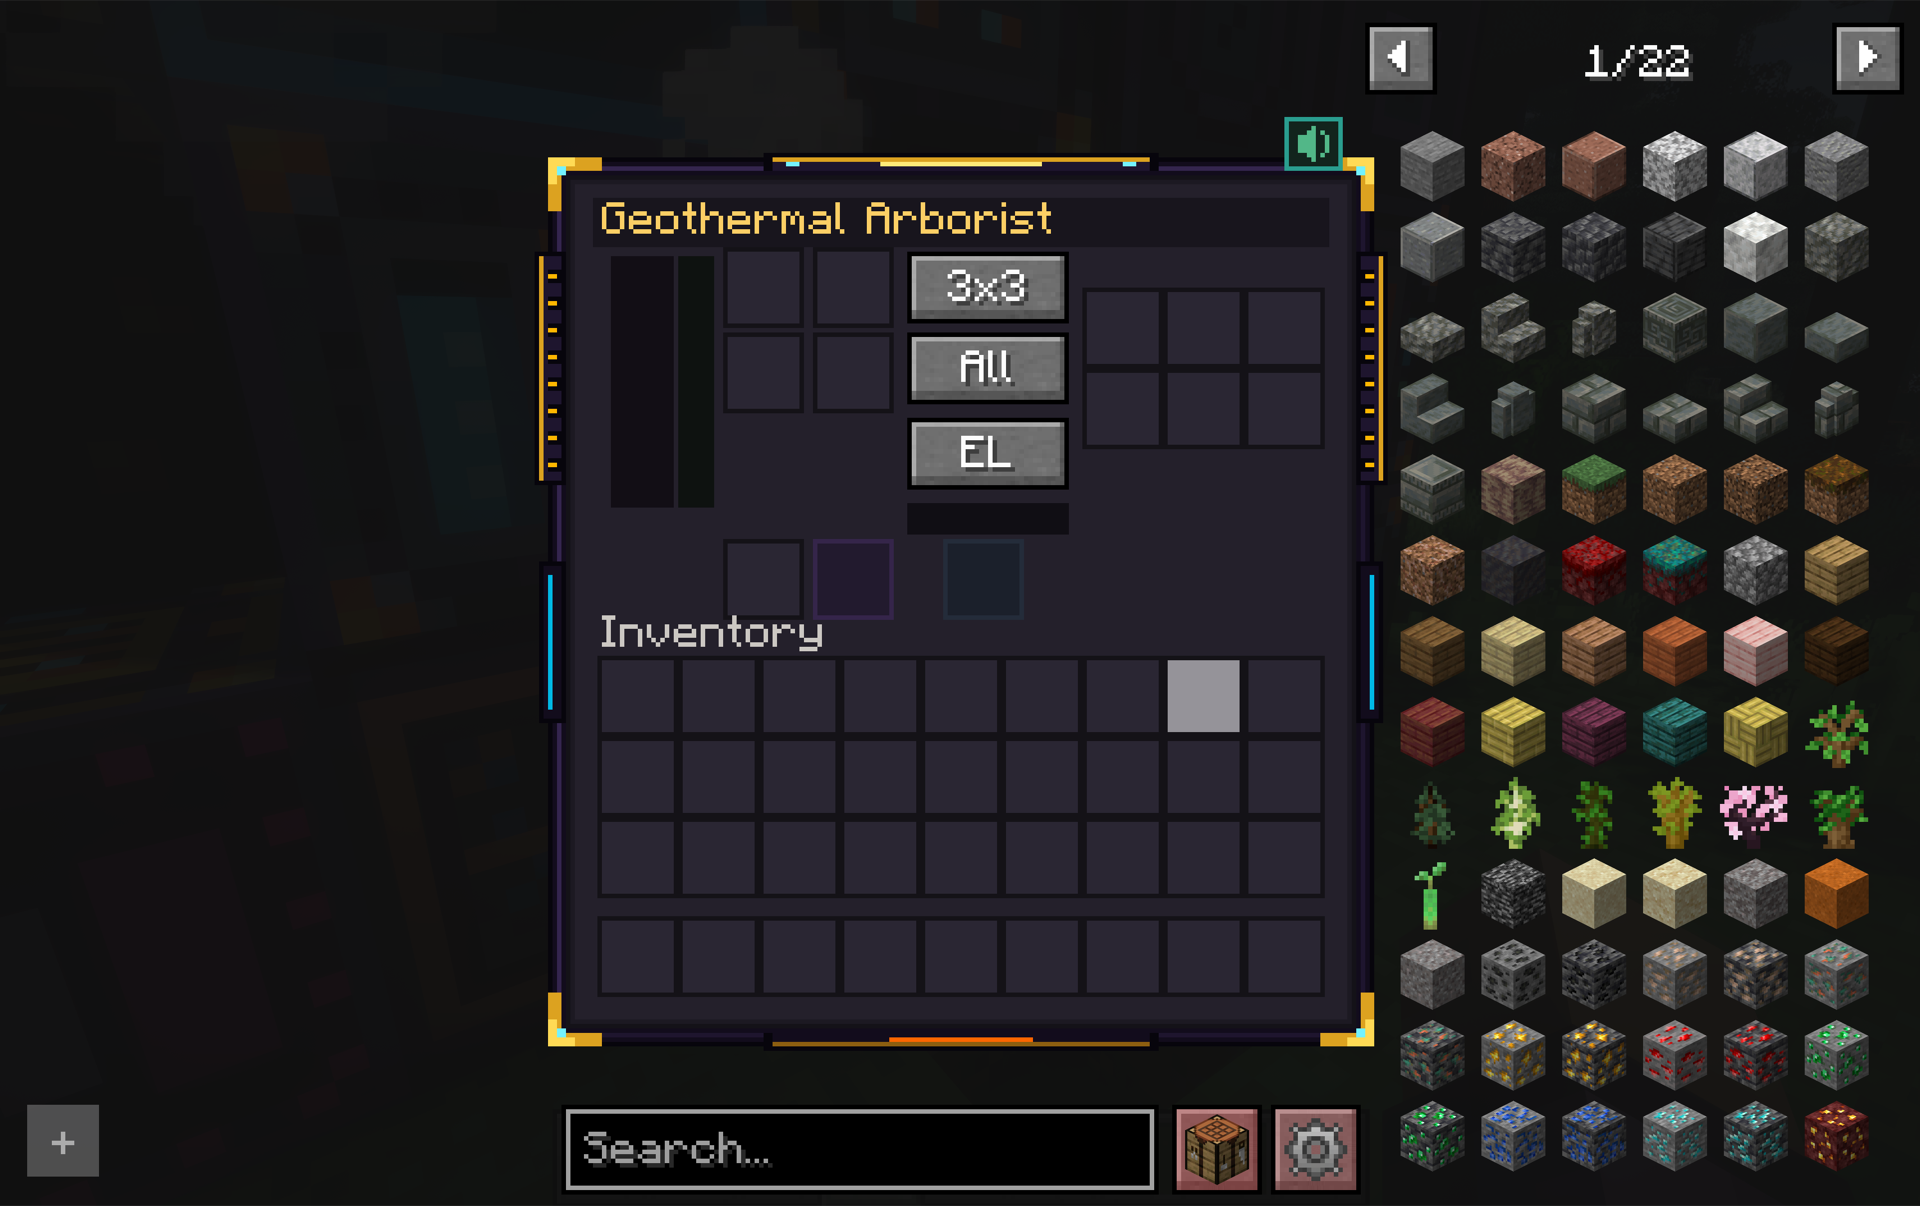 1/22
Geothermal Arborist
3x3
All
EL
Inventory
Search...
+